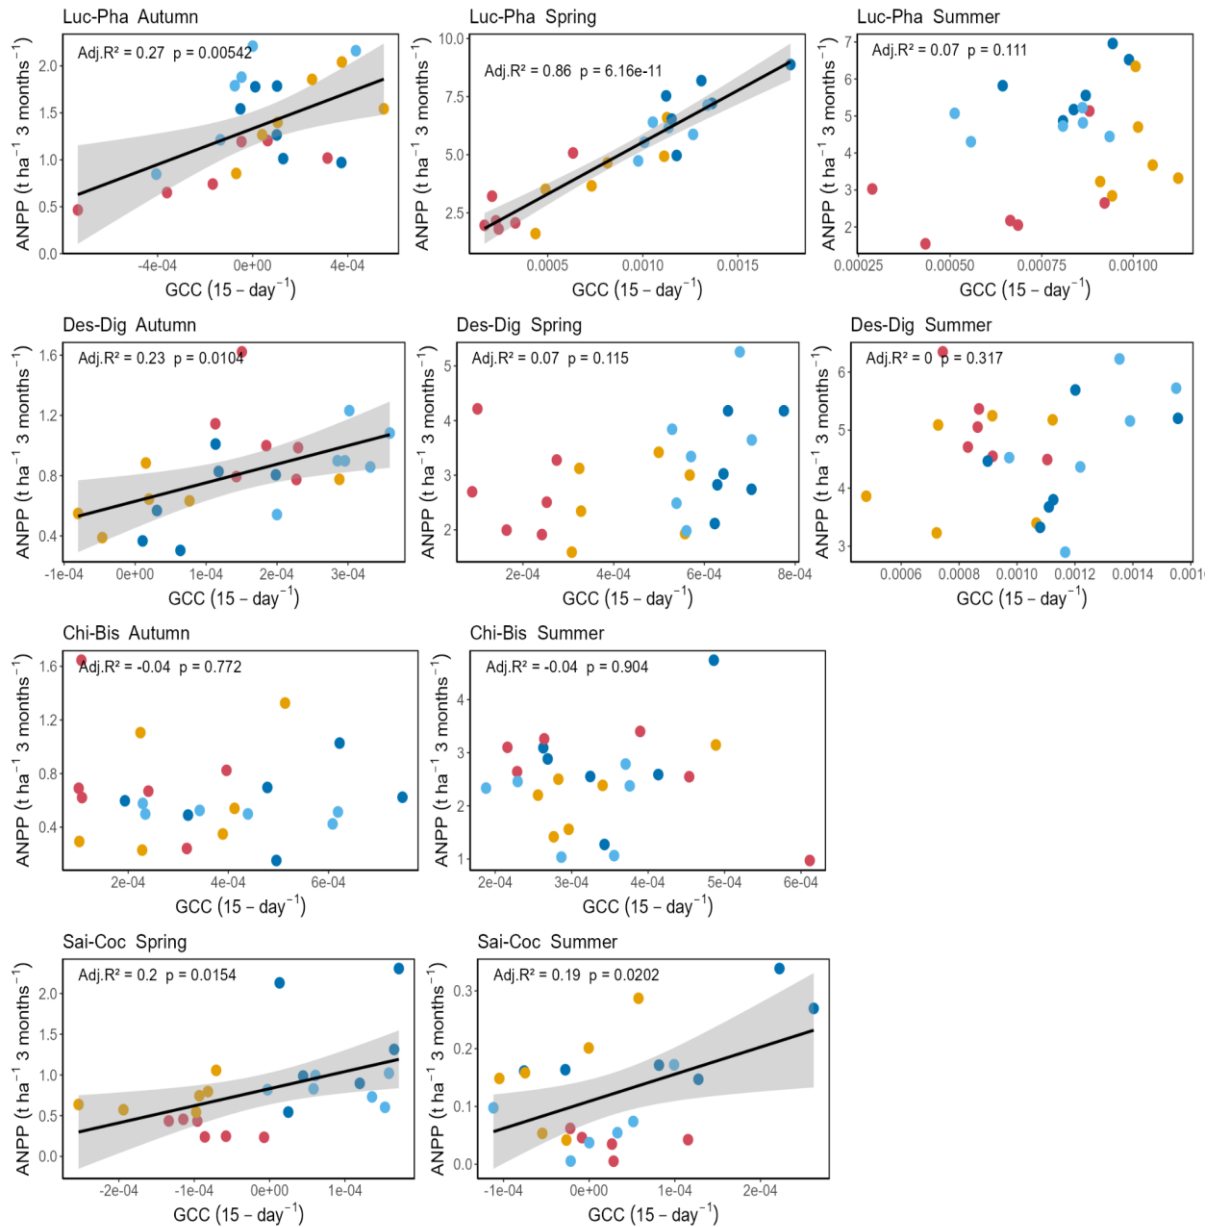 Luc-Pha Autumn
Luc-Pha Spring
Luc-Pha Summer
Adj.R² = 0.27 p = 0.00542
Adj.R² = 0.86 p = 6.16e-11
Adj.R² = 0.07 p = 0.111
ANPP (t ha⁻¹ 3 months⁻¹)
2.0
1.5
1.0
0.5
0.0
ANPP (t ha⁻¹ 3 months⁻¹)
10.0
7.5
5.0
2.5
ANPP (t ha⁻¹ 3 months⁻¹)
7
6
5
4
3
2
-4e-04 0e+00 4e-04
0.0005 0.0010 0.0015
0.00025 0.00050 0.00075 0.00100
GCC (15 – day⁻¹)
GCC (15 – day⁻¹)
GCC (15 – day⁻¹)
Des-Dig Autumn
Des-Dig Spring
Des-Dig Summer
Adj.R² = 0.23 p = 0.0104
Adj.R² = 0.07 p = 0.115
Adj.R² = 0 p = 0.317
ANPP (t ha⁻¹ 3 months⁻¹)
1.6
1.2
0.8
0.4
ANPP (t ha⁻¹ 3 months⁻¹)
5
4
3
2
ANPP (t ha⁻¹ 3 months⁻¹)
6
5
4
3
-1e-04 0e+00 1e-04 2e-04 3e-04
2e-04 4e-04 6e-04 8e-04
0.0006 0.0008 0.0010 0.0012 0.0014
GCC (15 – day⁻¹)
GCC (15 – day⁻¹)
GCC (15 – day⁻¹)
Chi-Bis Autumn
Chi-Bis Summer
Adj.R² = -0.04 p = 0.772
Adj.R² = -0.04 p = 0.904
ANPP (t ha⁻¹ 3 months⁻¹)
1.6
1.2
0.8
0.4
ANPP (t ha⁻¹ 3 months⁻¹)
4
3
2
1
2e-04 4e-04 6e-04
2e-04 3e-04 4e-04 5e-04 6e-04
GCC (15 – day⁻¹)
GCC (15 – day⁻¹)
Sai-Coc Spring
Sai-Coc Summer
Adj.R² = 0.2 p = 0.0154
Adj.R² = 0.19 p = 0.0202
ANPP (t ha⁻¹ 3 months⁻¹)
2.0
1.5
1.0
0.5
0.0
ANPP (t ha⁻¹ 3 months⁻¹)
0.3
0.2
0.1
0.0
-2e-04 -1e-04 0e+00 1e-04
-1e-04 0e+00 1e-04 2e-04
GCC (15 – day⁻¹)
GCC (15 – day⁻¹)